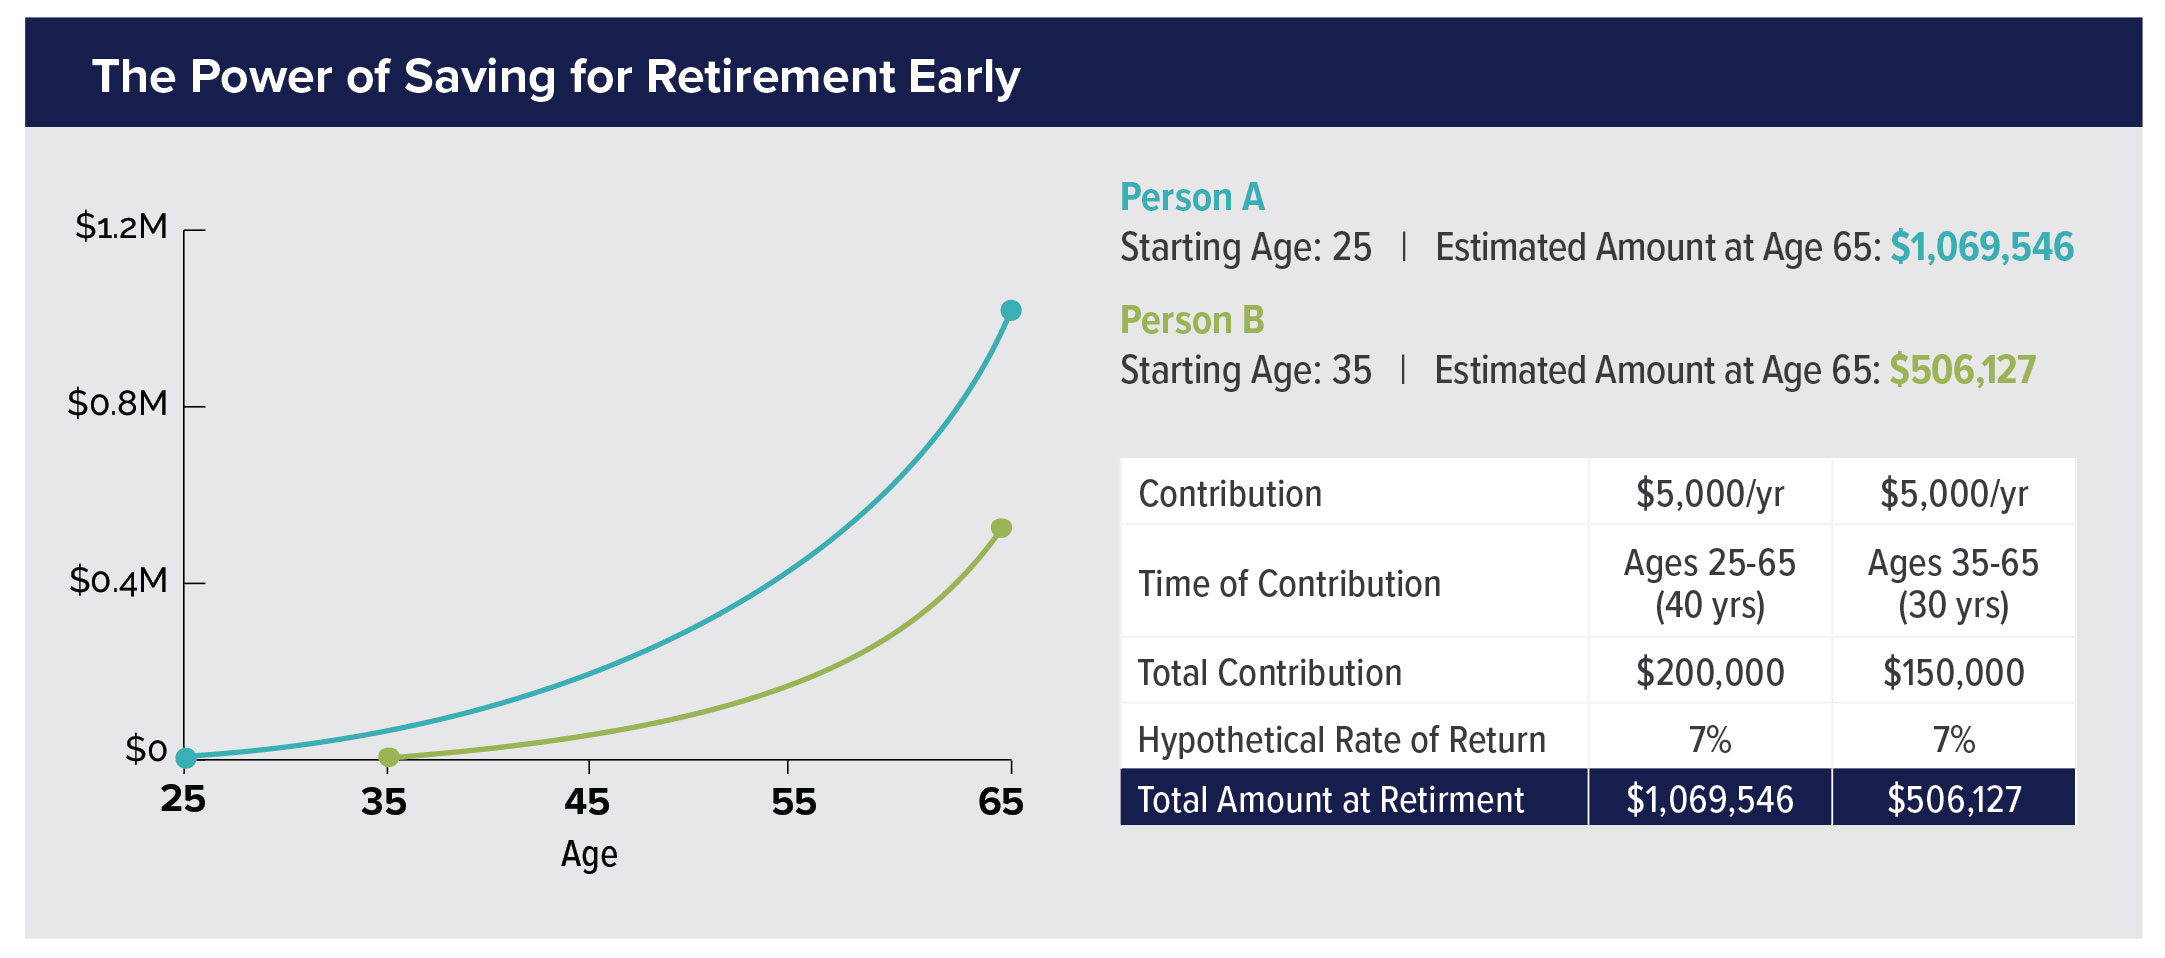 The Power of Saving for Retirement Early
$1.2M
$0.8M
$0.4M
$0
25 35 45 55 65
Age
Person A
Starting Age: 25 | Estimated Amount at Age 65: $1,069,546
Person B
Starting Age: 35 | Estimated Amount at Age 65: $506,127
Contribution $5,000/yr $5,000/yr
Time of Contribution Ages 25-65 (40 yrs) Ages 35-65 (30 yrs)
Total Contribution $200,000 $150,000
Hypothetical Rate of Return 7% 7%
Total Amount at Retirment $1,069,546 $506,127